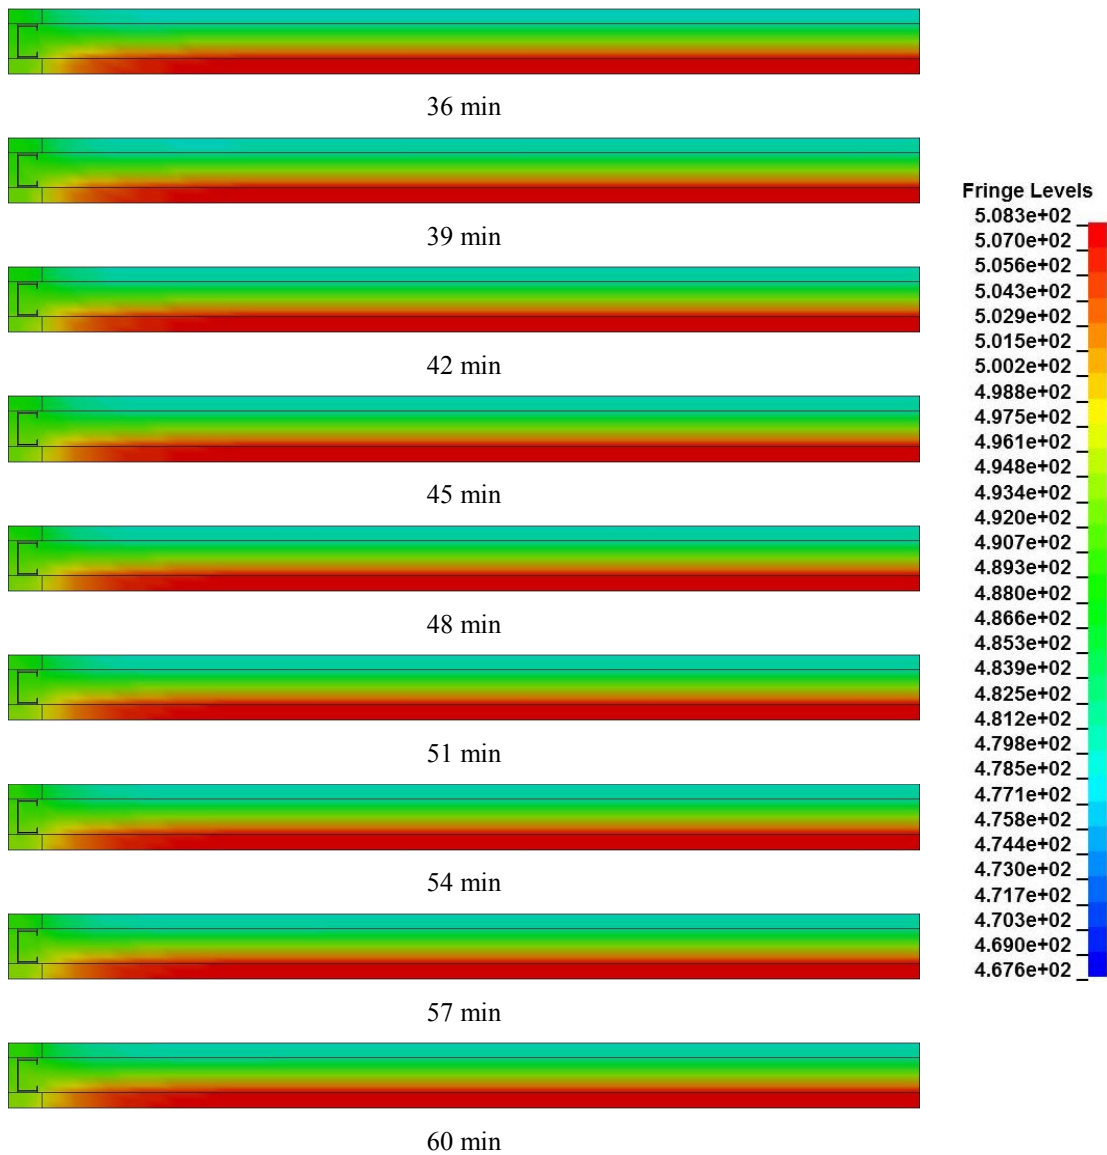 36 min
39 min
42 min
45 min
48 min
51 min
54 min
57 min
60 min
Fringe Levels
5.083e+02
5.070e+02
5.056e+02
5.043e+02
5.029e+02
5.015e+02
5.002e+02
4.988e+02
4.975e+02
4.961e+02
4.948e+02
4.934e+02
4.920e+02
4.907e+02
4.893e+02
4.880e+02
4.866e+02
4.853e+02
4.839e+02
4.825e+02
4.812e+02
4.798e+02
4.785e+02
4.771e+02
4.758e+02
4.744e+02
4.730e+02
4.717e+02
4.703e+02
4.690e+02
4.676e+02